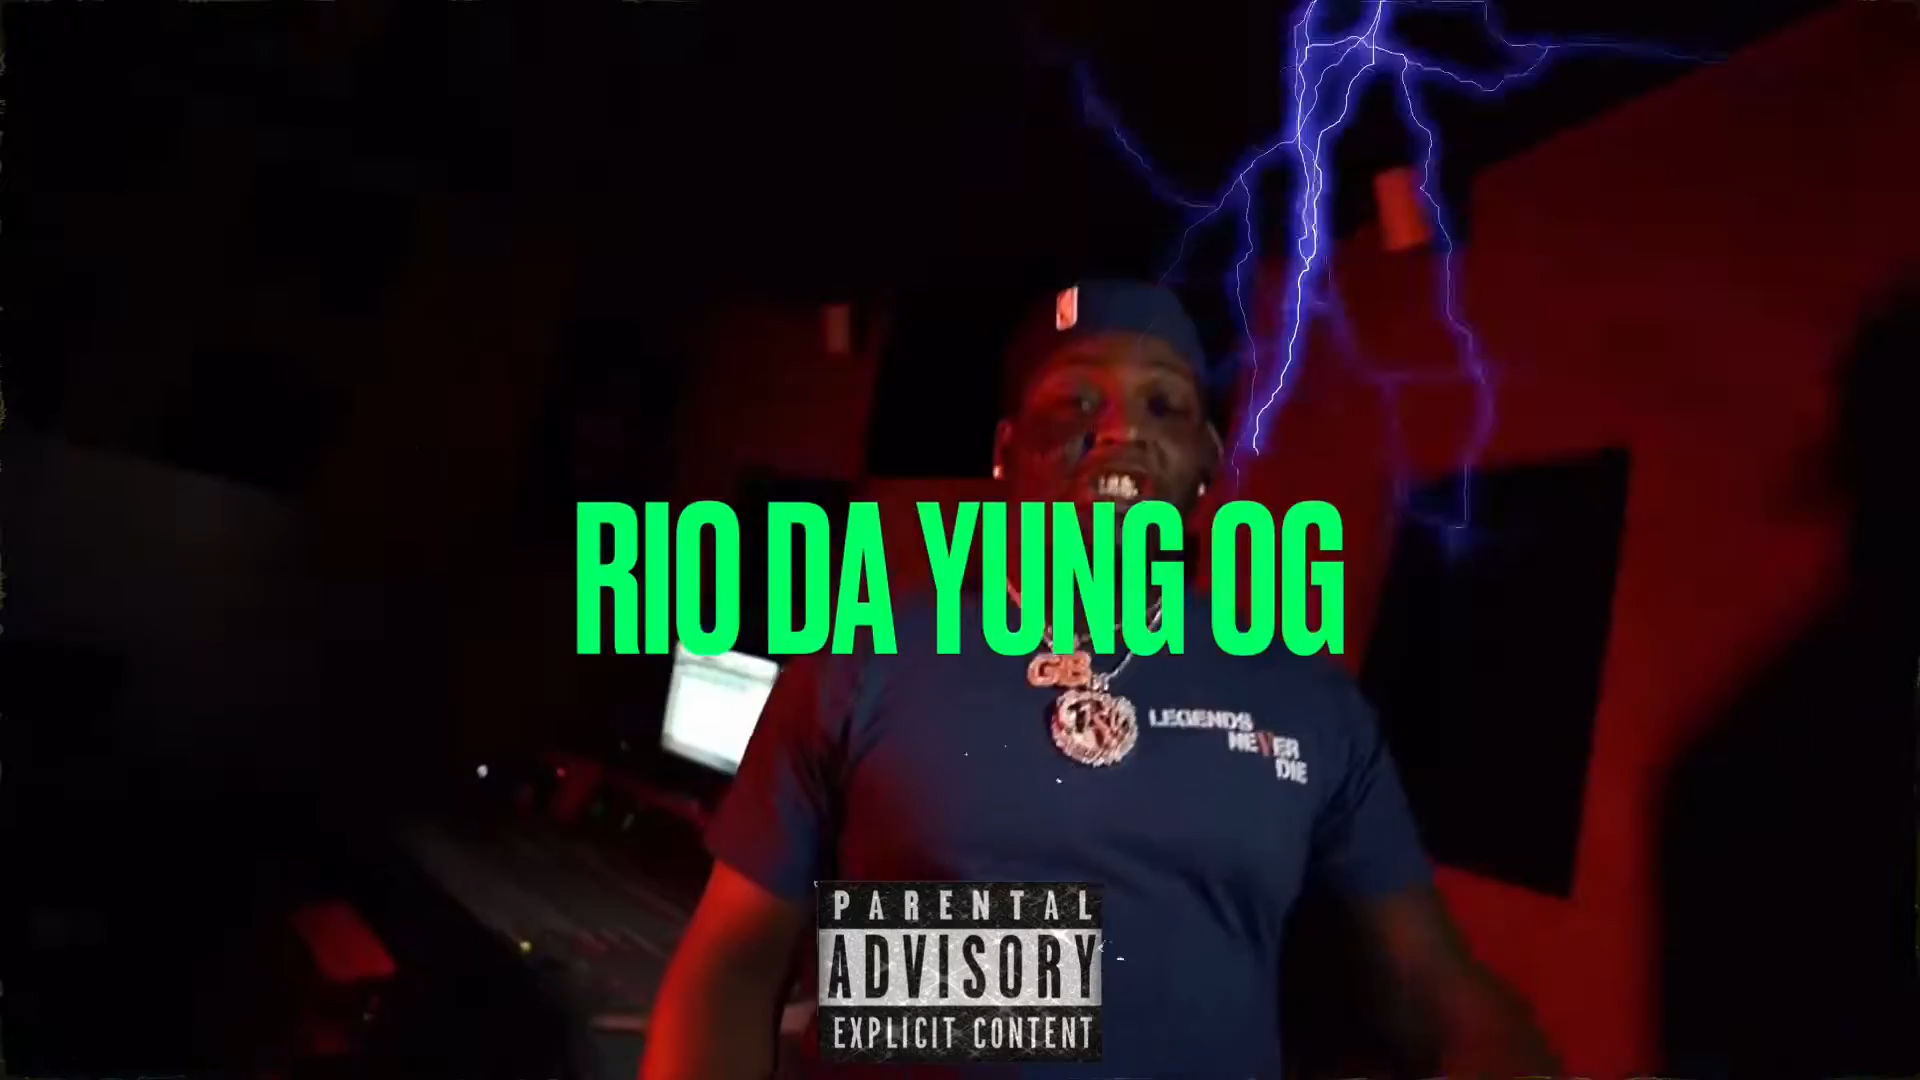 RIO DA YUNG OG
GB
LEGENDS
NEVER
DIE
PARENTAL
ADVISORY
EXPLICIT CONTENT